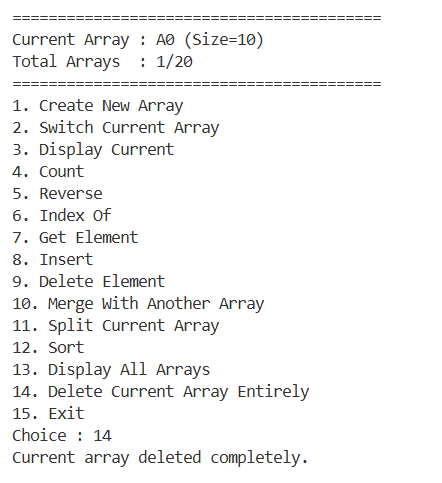 =========================================
Current Array : A0 (Size=10)
Total Arrays  : 1/20
=========================================
1. Create New Array
2. Switch Current Array
3. Display Current
4. Count
5. Reverse
6. Index Of
7. Get Element
8. Insert
9. Delete Element
10. Merge With Another Array
11. Split Current Array
12. Sort
13. Display All Arrays
14. Delete Current Array Entirely
15. Exit
Choice : 14
Current array deleted completely.